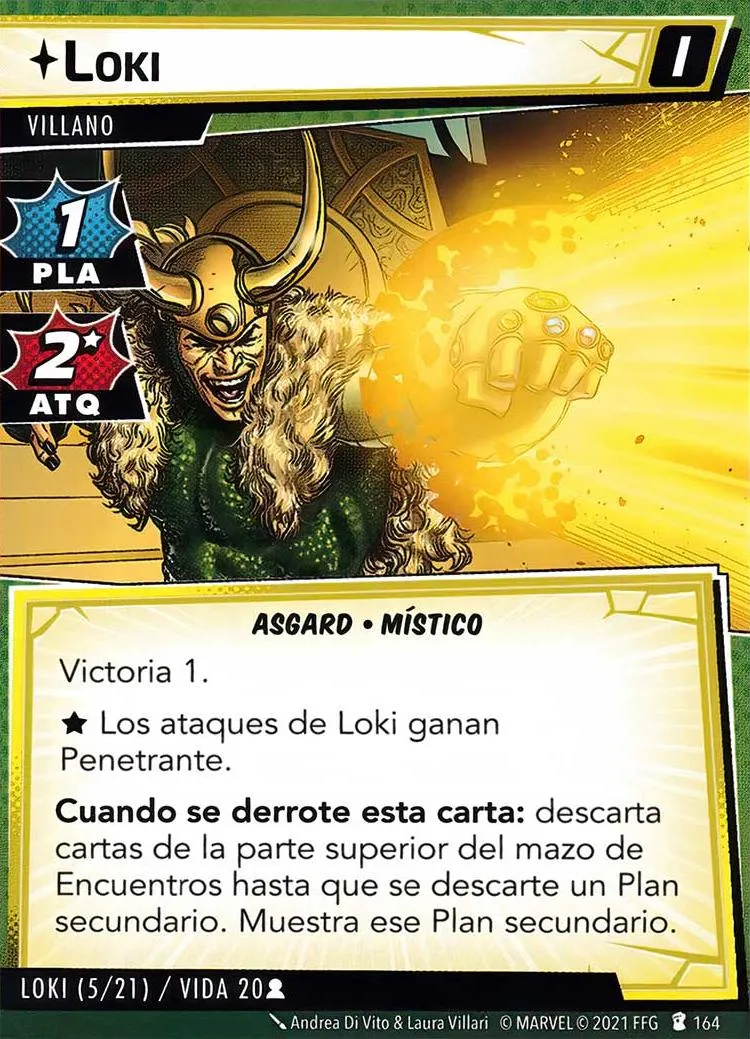 LOKI
I
VILLANO
1
PLA
2
ATQ
ASGARD • MÍSTICO
Victoria 1.
★ Los ataques de Loki ganan
Penetrante.
Cuando se derrote esta carta: descarta
cartas de la parte superior del mazo de
Encuentros hasta que se descarte un Plan
secundario. Muestra ese Plan secundario.
LOKI (5/21) / VIDA 20
Andrea Di Vito & Laura Villari © MARVEL © 2021 FFG 164